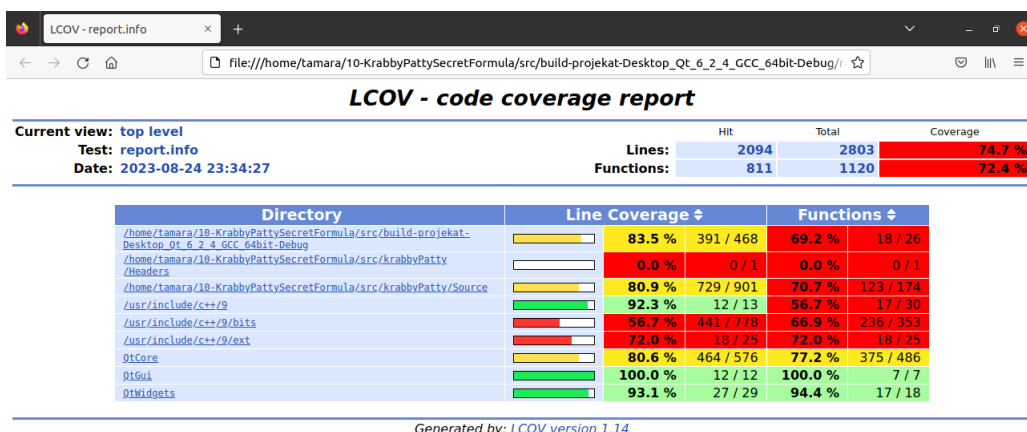 LCOV - report.info × +
file:///home/tamara/10-KrabbyPattySecretFormula/src/build-projekat-Desktop_Qt_6_2_4_GCC_64bit-Debug/
LCOV - code coverage report
Current view: top level Hit Total Coverage
Test: report.info Lines: 2094 2803 74.7 %
Date: 2023-08-24 23:34:27 Functions: 811 1120 72.4 %
Directory Line Coverage Functions
/home/tamara/10-KrabbyPattySecretFormula/src/build-projekat-
Desktop_Qt_6_2_4_GCC_64bit-Debug 83.5 % 391 / 468 69.2 % 18 / 26
/home/tamara/10-KrabbyPattySecretFormula/src/krabbyPatty
/Headers 0.0 % 0 / 1 0.0 % 0 / 1
/home/tamara/10-KrabbyPattySecretFormula/src/krabbyPatty/Source 80.9 % 729 / 901 70.7 % 123 / 174
/usr/include/c++/9 92.3 % 12 / 13 56.7 % 17 / 30
/usr/include/c++/9/bits 56.7 % 441 / 778 66.9 % 236 / 353
/usr/include/c++/9/ext 72.0 % 18 / 25 72.0 % 18 / 25
QtCore 80.6 % 464 / 576 77.2 % 375 / 486
QtGui 100.0 % 12 / 12 100.0 % 7 / 7
QtWidgets 93.1 % 27 / 29 94.4 % 17 / 18
Generated by: LCOV version 1.14